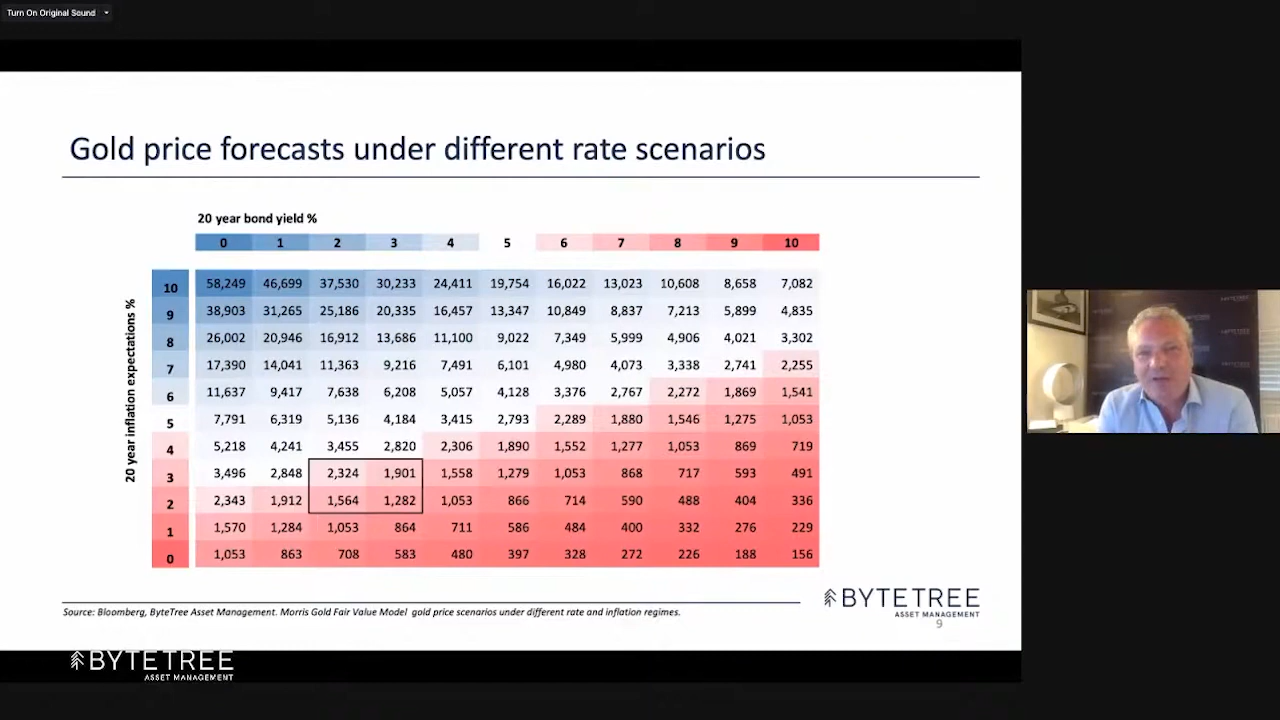 Turn On Original Sound
Gold price forecasts under different rate scenarios
20 year bond yield %
0 1 2 3 4 5 6 7 8 9 10
20 year inflation expectations %
10 58,249 46,699 37,530 30,233 24,411 19,754 16,022 13,023 10,608 8,658 7,082
9 38,903 31,265 25,186 20,335 16,457 13,347 10,849 8,837 7,213 5,899 4,835
8 26,002 20,946 16,912 13,686 11,100 9,022 7,349 5,999 4,906 4,021 3,302
7 17,390 14,041 11,363 9,216 7,491 6,101 4,980 4,073 3,338 2,741 2,255
6 11,637 9,417 7,638 6,208 5,057 4,128 3,376 2,767 2,272 1,869 1,541
5 7,791 6,319 5,136 4,184 3,415 2,793 2,289 1,880 1,546 1,275 1,053
4 5,218 4,241 3,455 2,820 2,306 1,890 1,552 1,277 1,053 869 719
3 3,496 2,848 2,324 1,901 1,558 1,279 1,053 868 717 593 491
2 2,343 1,912 1,564 1,282 1,053 866 714 590 488 404 336
1 1,570 1,284 1,053 864 711 586 484 400 332 276 229
0 1,053 863 708 583 480 397 328 272 226 188 156
Source: Bloomberg, ByteTree Asset Management. Morris Gold Fair Value Model gold price scenarios under different rate and inflation regimes.
BYTETREE
ASSET MANAGEMENT
9
BYTETREE
ASSET MANAGEMENT